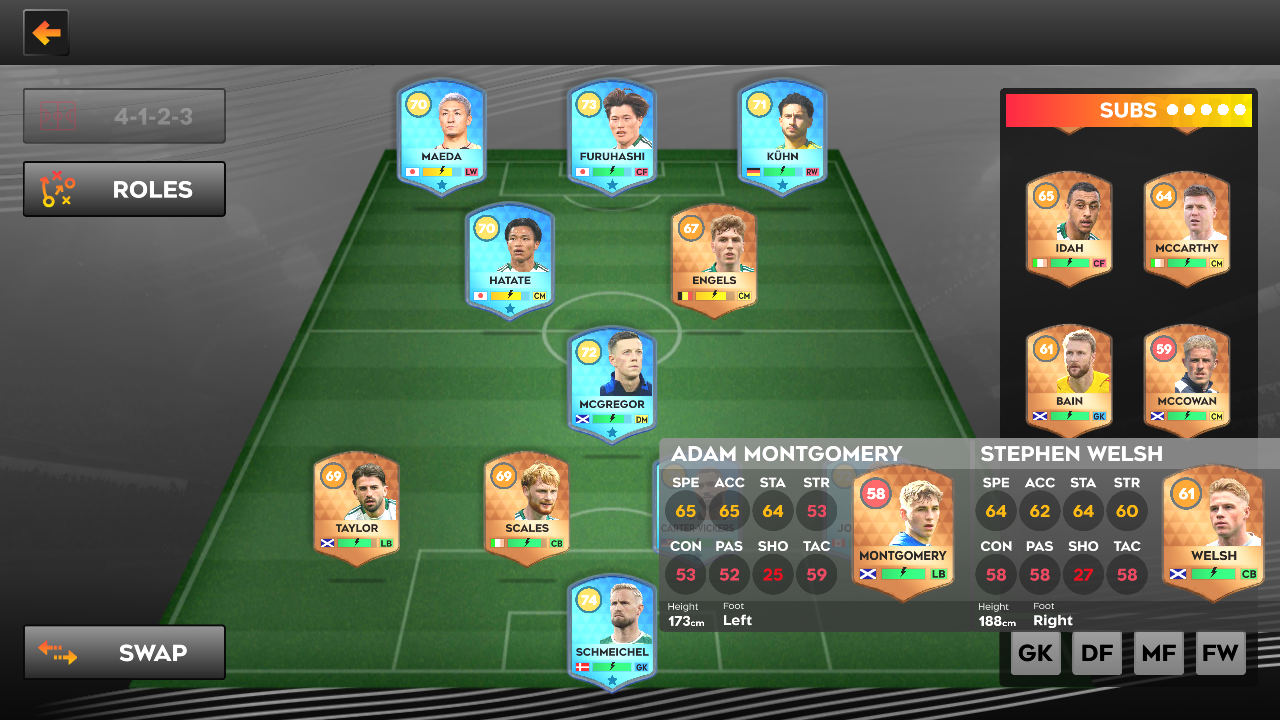 4-1-2-3
ROLES
SWAP
70
MAEDA
LW
73
FURUHASHI
CF
71
KÜHN
RW
70
HATATE
CM
67
ENGELS
CM
72
MCGREGOR
DM
69
TAYLOR
LB
69
SCALES
CB
CARTER-VICKERS
JO
74
SCHMEICHEL
GK
SUBS
65
IDAH
CF
64
MCCARTHY
CM
61
BAIN
GK
59
MCCOWAN
CM
ADAM MONTGOMERY
SPE ACC STA STR
65 65 64 53
CON PAS SHO TAC
53 52 25 59
Height Foot
173cm Left
58
MONTGOMERY
LB
STEPHEN WELSH
SPE ACC STA STR
64 62 64 60
CON PAS SHO TAC
58 58 27 58
Height Foot
188cm Right
61
WELSH
CB
GK DF MF FW